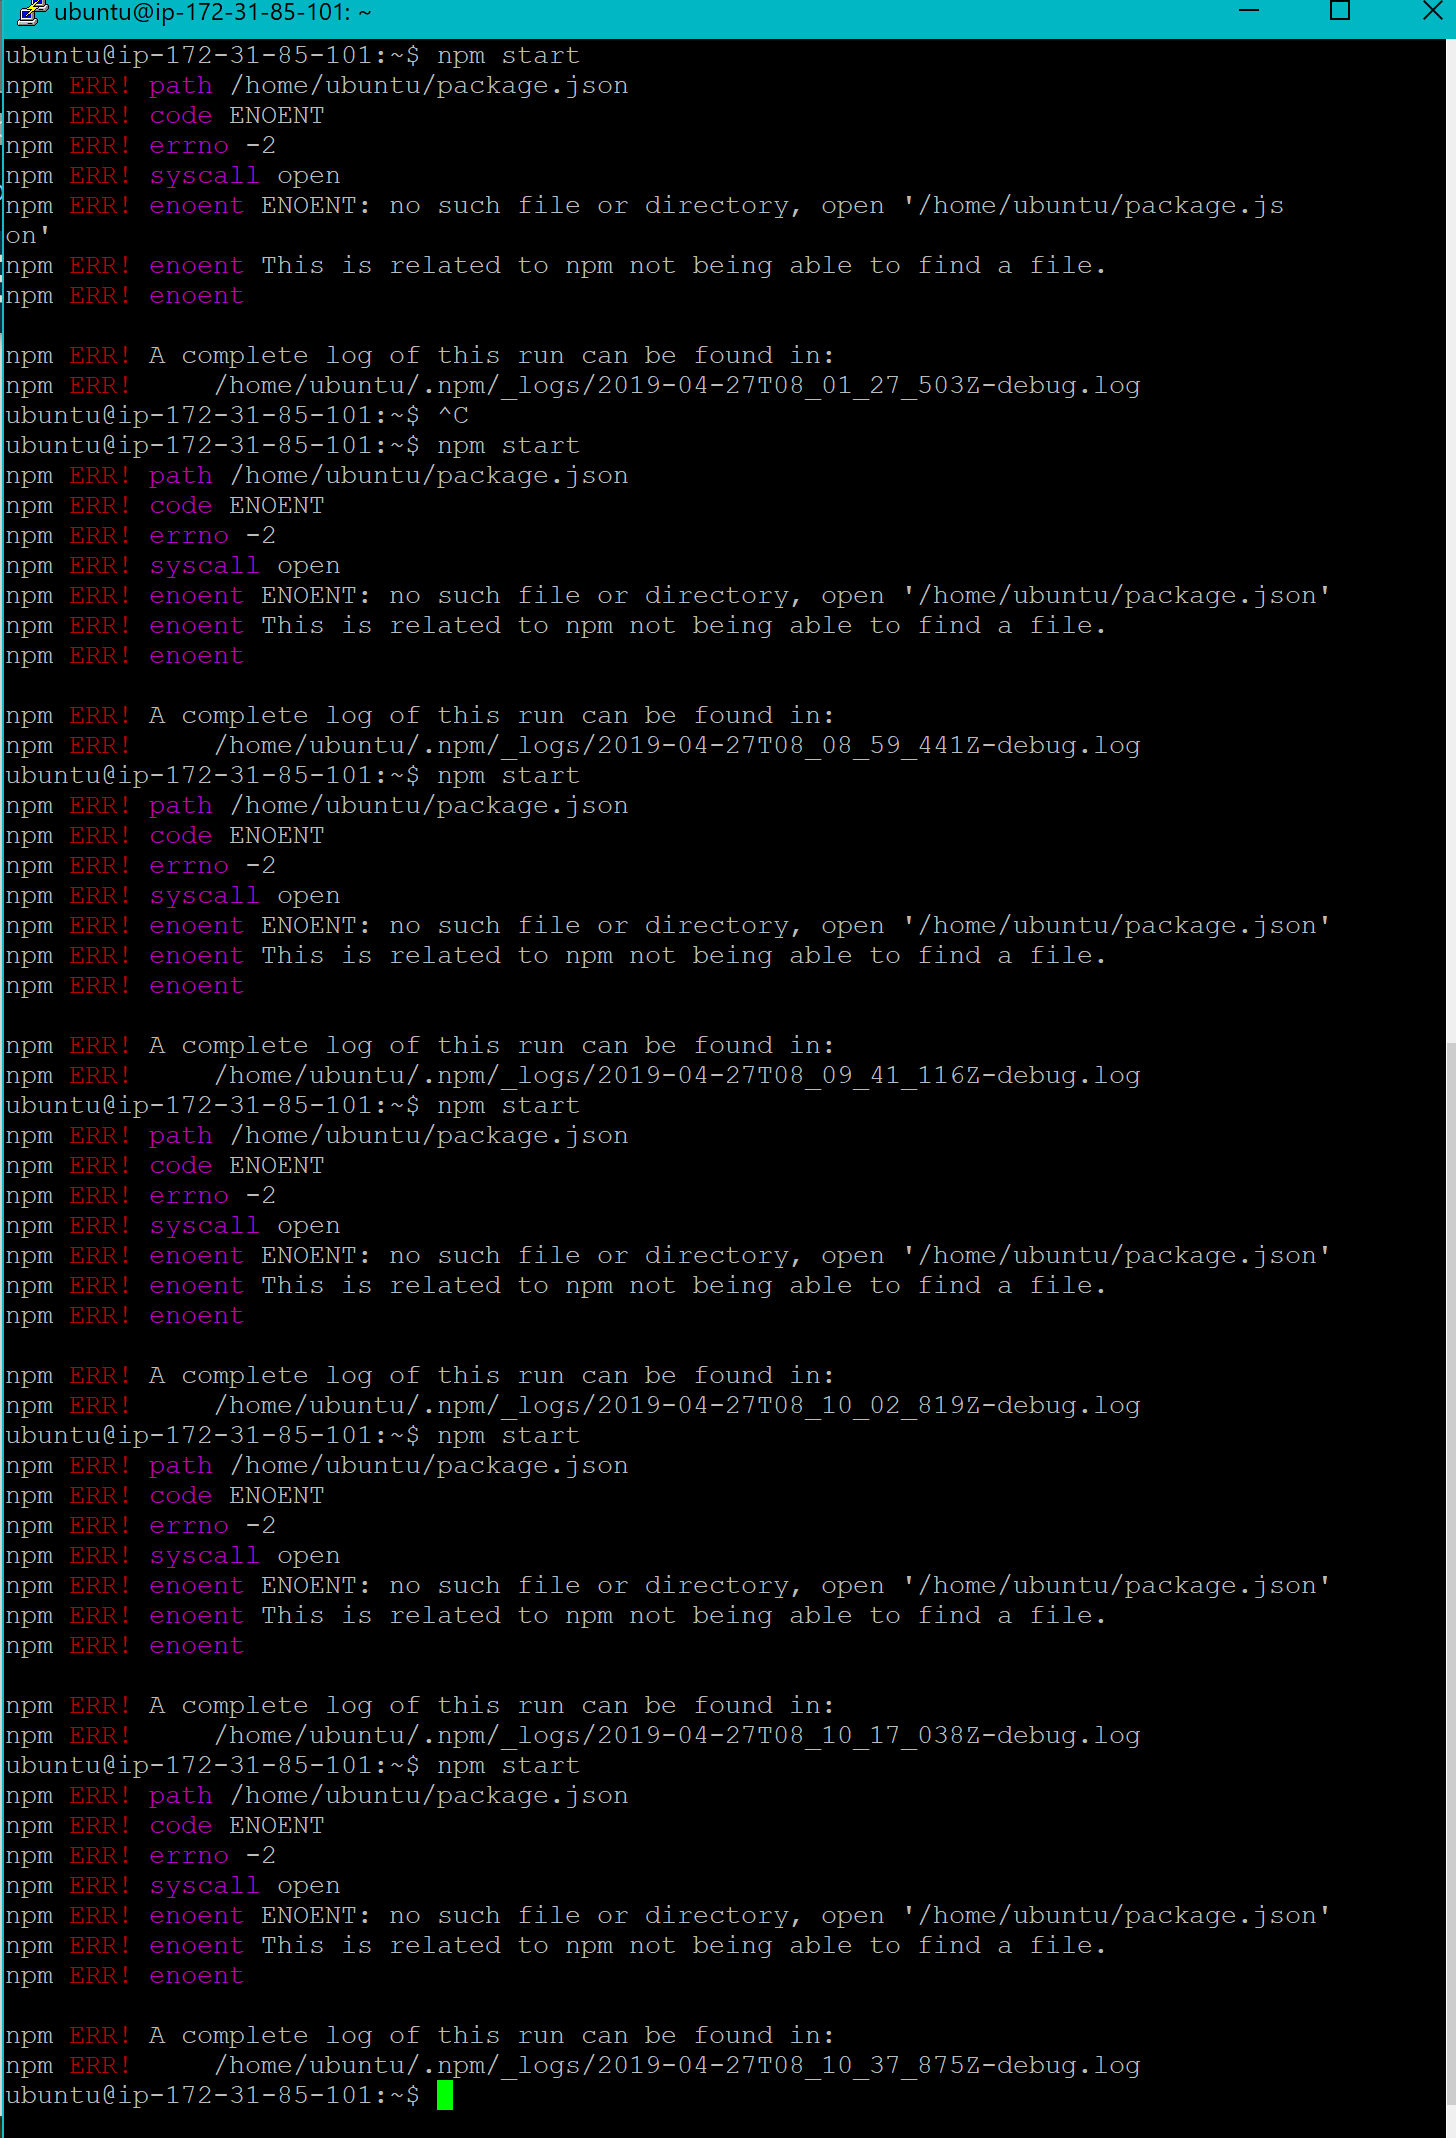 ubuntu@ip-172-31-85-101: ~
ubuntu@ip-172-31-85-101:~$ npm start
npm ERR! path /home/ubuntu/package.json
npm ERR! code ENOENT
npm ERR! errno -2
npm ERR! syscall open
npm ERR! enoent ENOENT: no such file or directory, open '/home/ubuntu/package.js
on'
npm ERR! enoent This is related to npm not being able to find a file.
npm ERR! enoent
npm ERR! A complete log of this run can be found in:
npm ERR!     /home/ubuntu/.npm/_logs/2019-04-27T08_01_27_503Z-debug.log
ubuntu@ip-172-31-85-101:~$ ^C
ubuntu@ip-172-31-85-101:~$ npm start
npm ERR! path /home/ubuntu/package.json
npm ERR! code ENOENT
npm ERR! errno -2
npm ERR! syscall open
npm ERR! enoent ENOENT: no such file or directory, open '/home/ubuntu/package.json'
npm ERR! enoent This is related to npm not being able to find a file.
npm ERR! enoent
npm ERR! A complete log of this run can be found in:
npm ERR!     /home/ubuntu/.npm/_logs/2019-04-27T08_08_59_441Z-debug.log
ubuntu@ip-172-31-85-101:~$ npm start
npm ERR! path /home/ubuntu/package.json
npm ERR! code ENOENT
npm ERR! errno -2
npm ERR! syscall open
npm ERR! enoent ENOENT: no such file or directory, open '/home/ubuntu/package.json'
npm ERR! enoent This is related to npm not being able to find a file.
npm ERR! enoent
npm ERR! A complete log of this run can be found in:
npm ERR!     /home/ubuntu/.npm/_logs/2019-04-27T08_09_41_116Z-debug.log
ubuntu@ip-172-31-85-101:~$ npm start
npm ERR! path /home/ubuntu/package.json
npm ERR! code ENOENT
npm ERR! errno -2
npm ERR! syscall open
npm ERR! enoent ENOENT: no such file or directory, open '/home/ubuntu/package.json'
npm ERR! enoent This is related to npm not being able to find a file.
npm ERR! enoent
npm ERR! A complete log of this run can be found in:
npm ERR!     /home/ubuntu/.npm/_logs/2019-04-27T08_10_02_819Z-debug.log
ubuntu@ip-172-31-85-101:~$ npm start
npm ERR! path /home/ubuntu/package.json
npm ERR! code ENOENT
npm ERR! errno -2
npm ERR! syscall open
npm ERR! enoent ENOENT: no such file or directory, open '/home/ubuntu/package.json'
npm ERR! enoent This is related to npm not being able to find a file.
npm ERR! enoent
npm ERR! A complete log of this run can be found in:
npm ERR!     /home/ubuntu/.npm/_logs/2019-04-27T08_10_17_038Z-debug.log
ubuntu@ip-172-31-85-101:~$ npm start
npm ERR! path /home/ubuntu/package.json
npm ERR! code ENOENT
npm ERR! errno -2
npm ERR! syscall open
npm ERR! enoent ENOENT: no such file or directory, open '/home/ubuntu/package.json'
npm ERR! enoent This is related to npm not being able to find a file.
npm ERR! enoent
npm ERR! A complete log of this run can be found in:
npm ERR!     /home/ubuntu/.npm/_logs/2019-04-27T08_10_37_875Z-debug.log
ubuntu@ip-172-31-85-101:~$